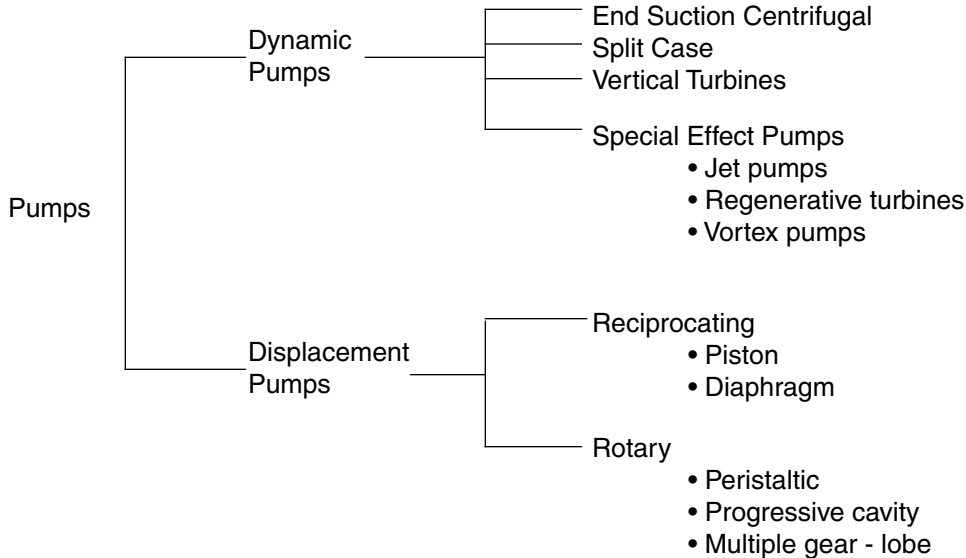 Pumps
Dynamic
Pumps
End Suction Centrifugal
Split Case
Vertical Turbines
Special Effect Pumps
• Jet pumps
• Regenerative turbines
• Vortex pumps
Displacement
Pumps
Reciprocating
• Piston
• Diaphragm
Rotary
• Peristaltic
• Progressive cavity
• Multiple gear - lobe